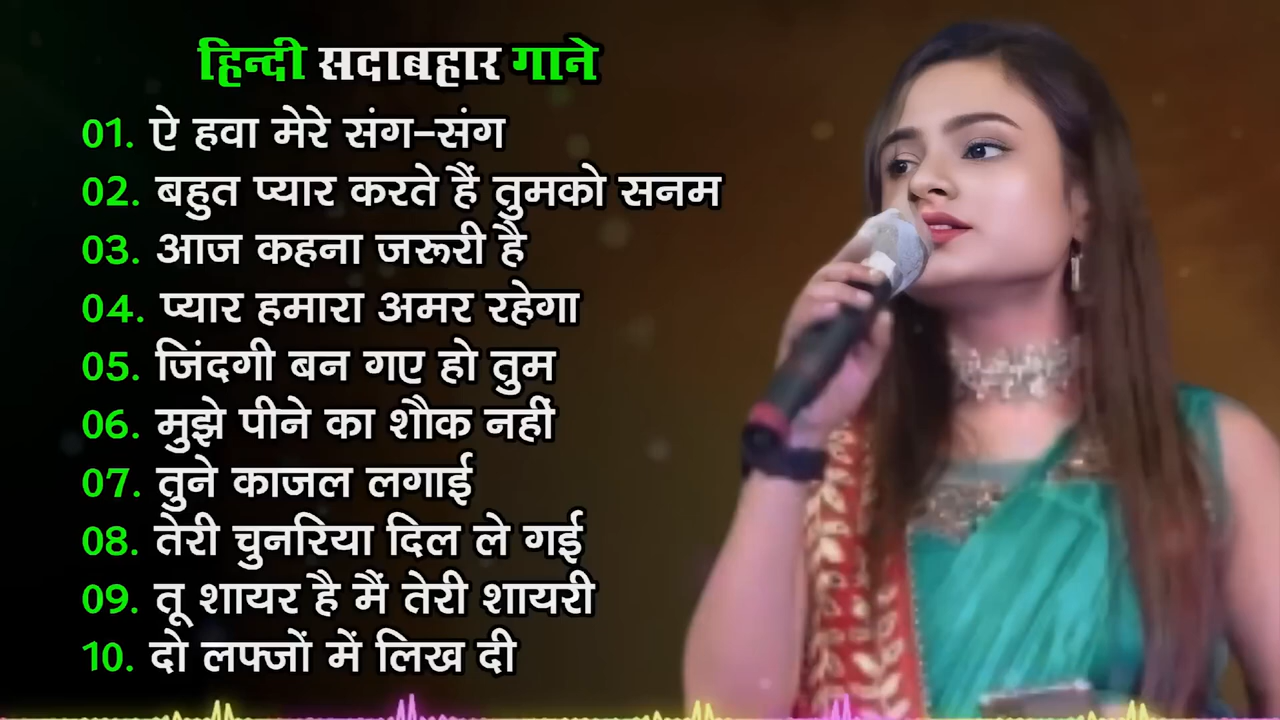 हिन्दी सदाबहार गाने
01. ऐ हवा मेरे संग-संग
02. बहुत प्यार करते हैं तुमको सनम
03. आज कहना जरूरी है
04. प्यार हमारा अमर रहेगा
05. जिंदगी बन गए हो तुम
06. मुझे पीने का शौक नहीं
07. तुने काजल लगाई
08. तेरी चुनरिया दिल ले गई
09. तू शायर है मैं तेरी शायरी
10. दो लफ्जों में लिख दी